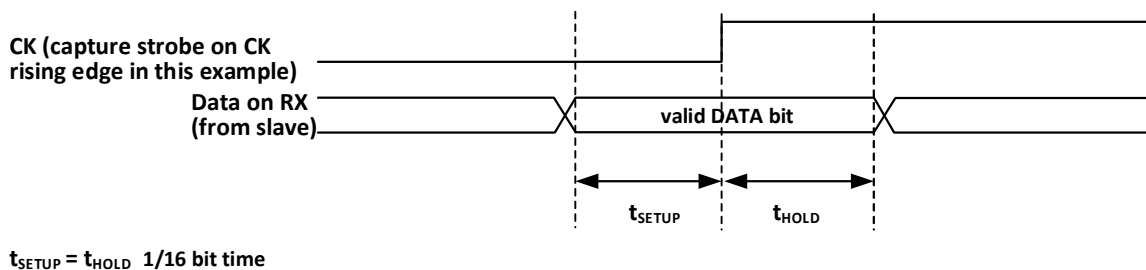 CK (capture strobe on CK
rising edge in this example)
Data on RX
(from slave)
valid DATA bit
tSETUP
tHOLD
tSETUP = tHOLD 1/16 bit time